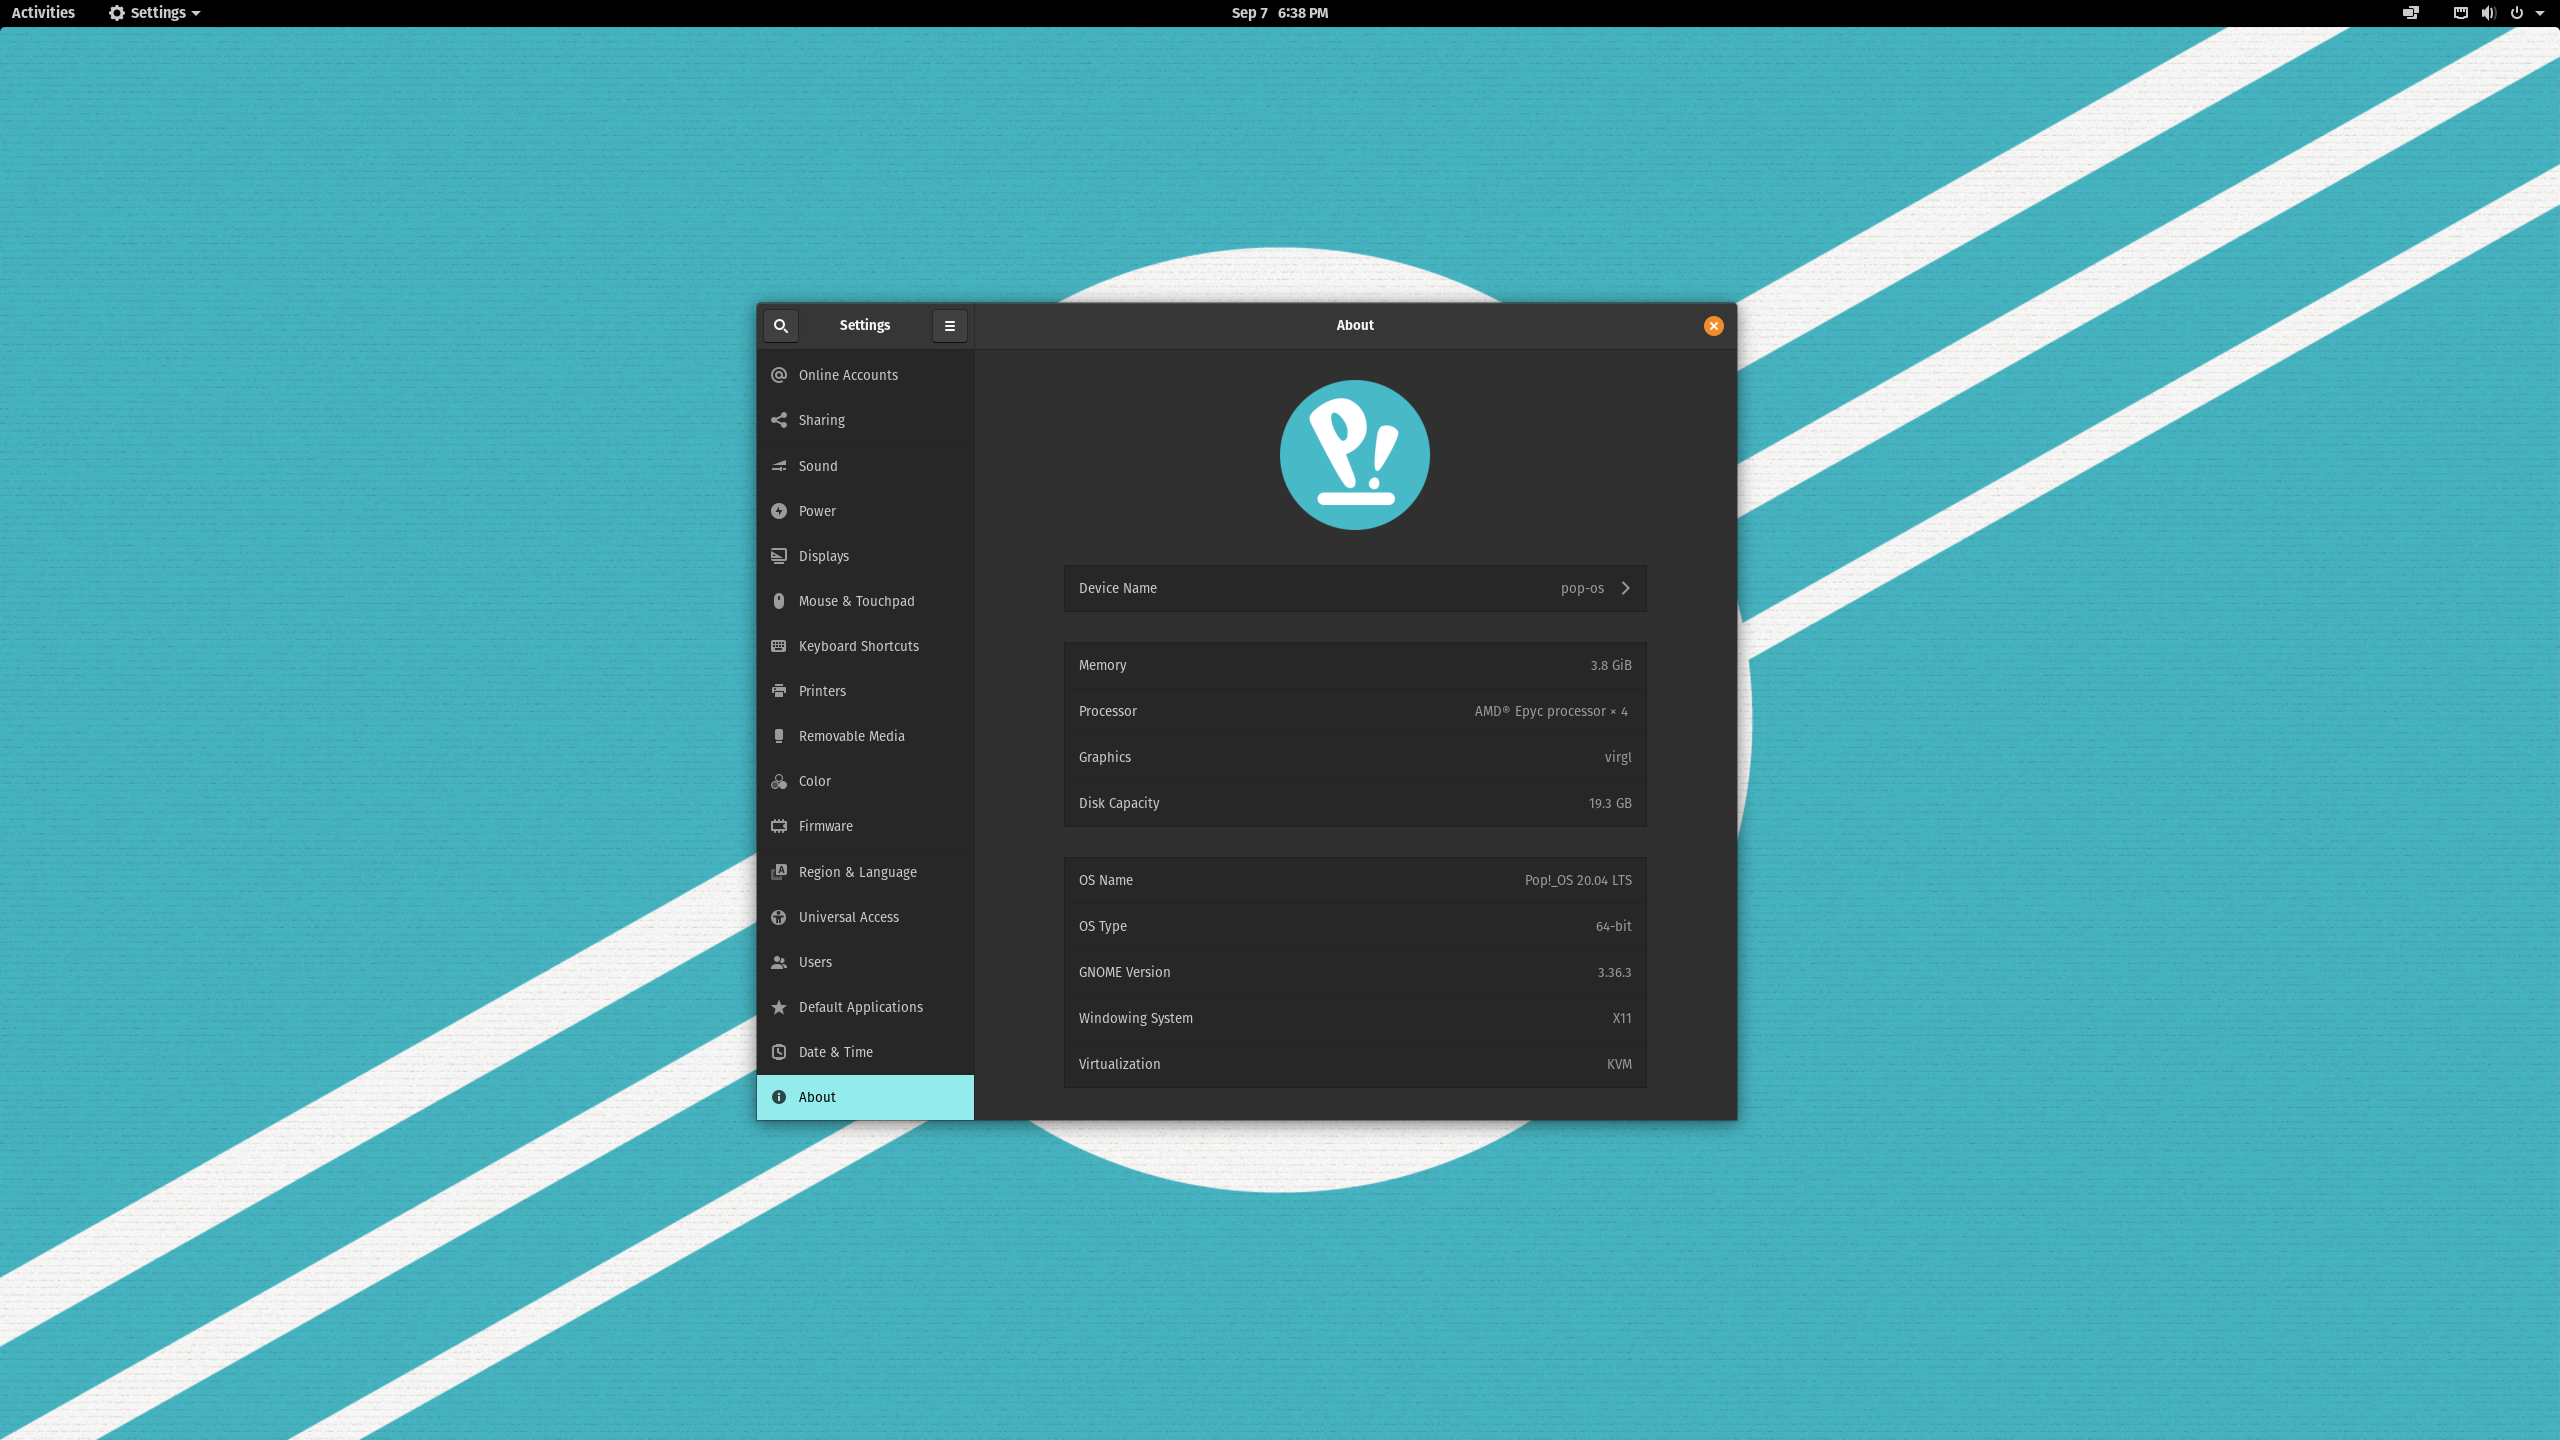 Activities Settings Sep 7 6:38 PM
Settings
About
Online Accounts
Sharing
Sound
Power
Displays
Mouse & Touchpad
Keyboard Shortcuts
Printers
Removable Media
Color
Firmware
Region & Language
Universal Access
Users
Default Applications
Date & Time
About
P!
Device Name pop-os
Memory 3.8 GiB
Processor AMD® Epyc processor × 4
Graphics virgl
Disk Capacity 19.3 GB
OS Name Pop!_OS 20.04 LTS
OS Type 64-bit
GNOME Version 3.36.3
Windowing System X11
Virtualization KVM